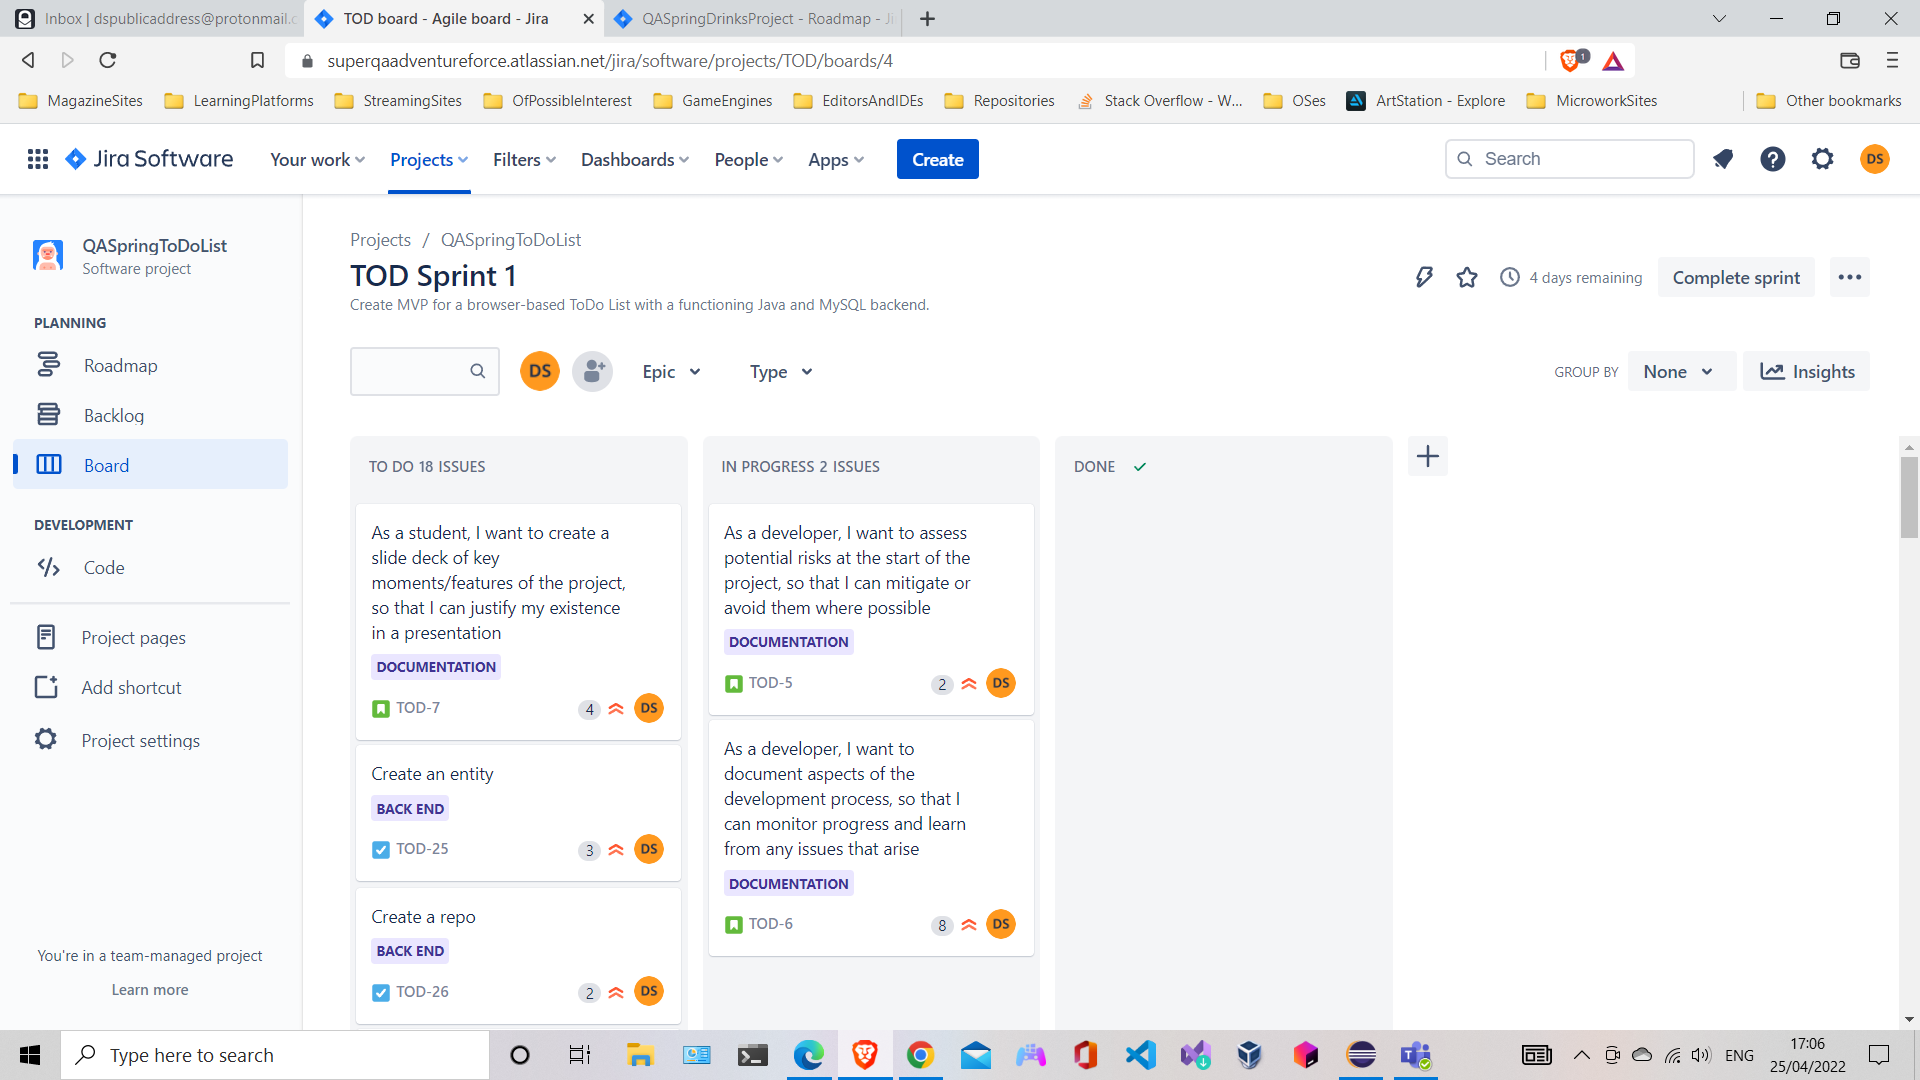 Inbox | dspublicaddress@protonmail.c
TOD board - Agile board - Jira
QASpringDrinksProject - Roadmap - Ji
superqaadventureforce.atlassian.net/jira/software/projects/TOD/boards/4
1
MagazineSites
LearningPlatforms
StreamingSites
OfPossibleInterest
GameEngines
EditorsAndIDEs
Repositories
Stack Overflow - W...
OSes
ArtStation - Explore
MicroworkSites
Other bookmarks
Jira Software
Your work
Projects
Filters
Dashboards
People
Apps
Create
Search
DS
QASpringToDoList
Software project
PLANNING
Roadmap
Backlog
Board
DEVELOPMENT
Code
Project pages
Add shortcut
Project settings
You're in a team-managed project
Learn more
Projects / QASpringToDoList
TOD Sprint 1
Create MVP for a browser-based ToDo List with a functioning Java and MySQL backend.
4 days remaining
Complete sprint
DS
Epic
Type
GROUP BY
None
Insights
TO DO 18 ISSUES
As a student, I want to create a
slide deck of key
moments/features of the project,
so that I can justify my existence
in a presentation
DOCUMENTATION
TOD-7
4
DS
Create an entity
BACK END
TOD-25
3
DS
Create a repo
BACK END
TOD-26
2
DS
IN PROGRESS 2 ISSUES
As a developer, I want to assess
potential risks at the start of the
project, so that I can mitigate or
avoid them where possible
DOCUMENTATION
TOD-5
2
DS
As a developer, I want to
document aspects of the
development process, so that I
can monitor progress and learn
from any issues that arise
DOCUMENTATION
TOD-6
8
DS
DONE
Type here to search
ENG
17:06
25/04/2022